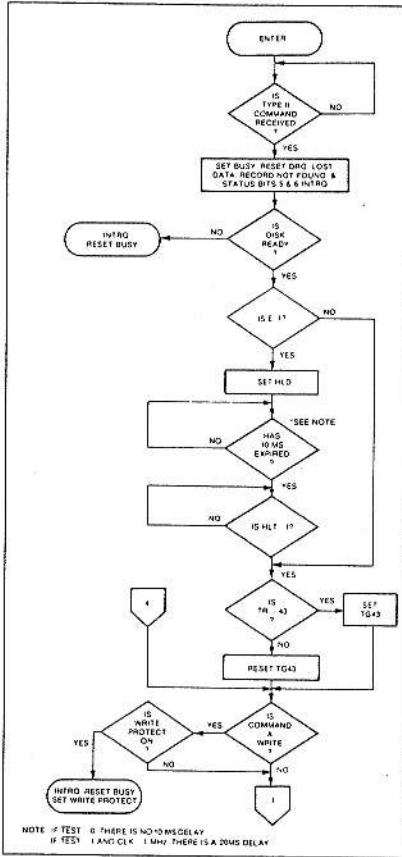 ENTER
IS
TYPE II
COMMAND
RECEIVED
?
NO
YES
SET BUSY, RESET DRQ, LOST
DATA, RECORD NOT FOUND, &
STATUS BITS 5 & 6 INTRQ
INTRQ
RESET BUSY
NO
IS
DISK
READY
?
YES
IS E 1?
NO
YES
SET HLD
*SEE NOTE
HAS
10 MS
EXPIRED
?
NO
YES
IS HLT 1?
NO
YES
4
IS
TR 43
?
YES
SET
TG43
NO
RESET TG43
IS
WRITE
PROTECT
ON
?
YES
IS
COMMAND
A
WRITE
?
YES
NO
NO
INTRQ, RESET BUSY
SET WRITE PROTECT
1
NOTE IF TEST 0, THERE IS NO 10 MS DELAY
IF TEST 1 AND CLK 1 MHz, THERE IS A 20MS DELAY